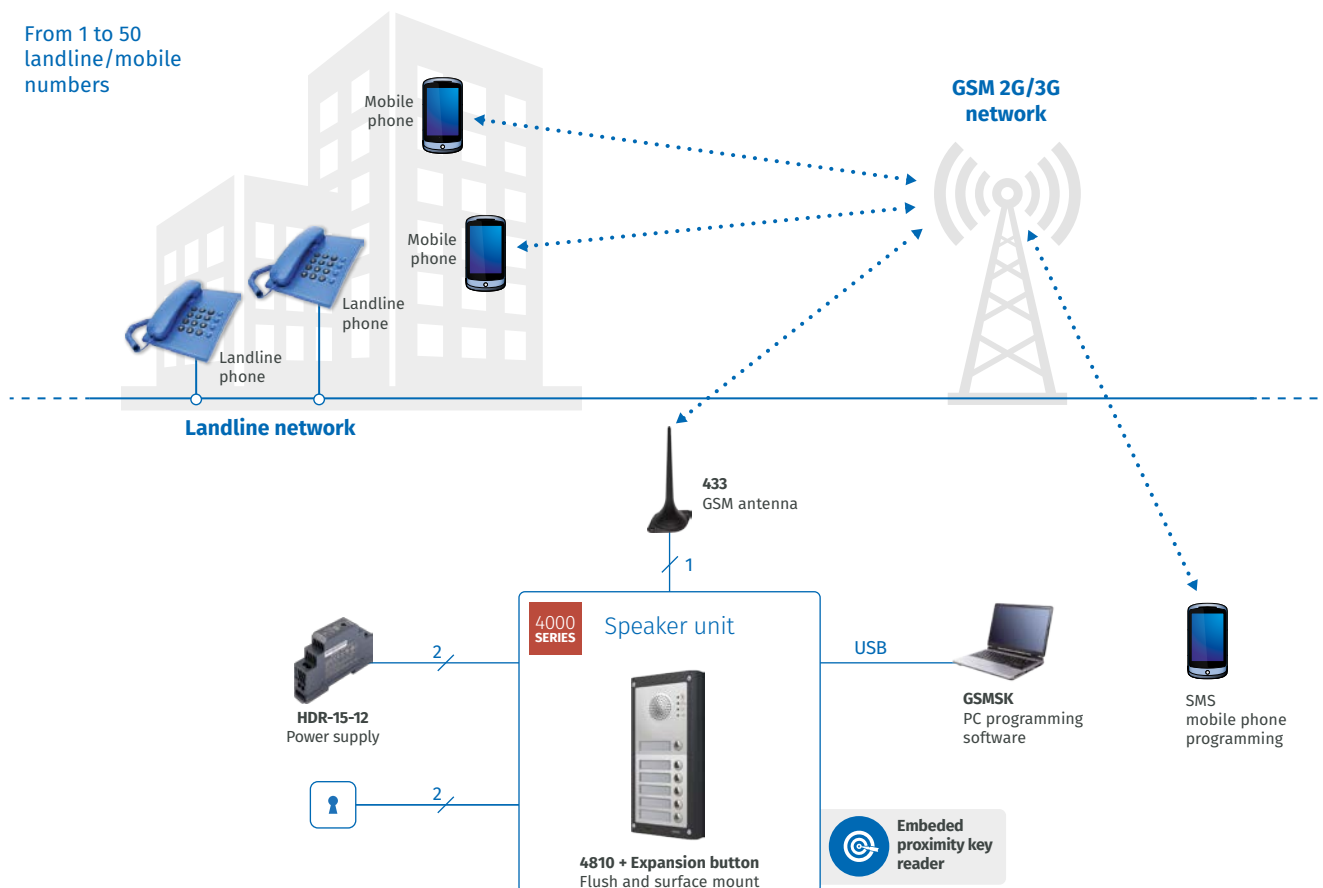 From 1 to 50
landline/mobile
numbers
Mobile
phone
GSM 2G/3G
network
Mobile
phone
Landline
phone
Landline
phone
Landline network
433
GSM antenna
1
4000
SERIES
Speaker unit
2
USB
HDR-15-12
Power supply
GSMSK
PC programming
software
SMS
mobile phone
programming
2
Embeded
proximity key
reader
4810 + Expansion button
Flush and surface mount